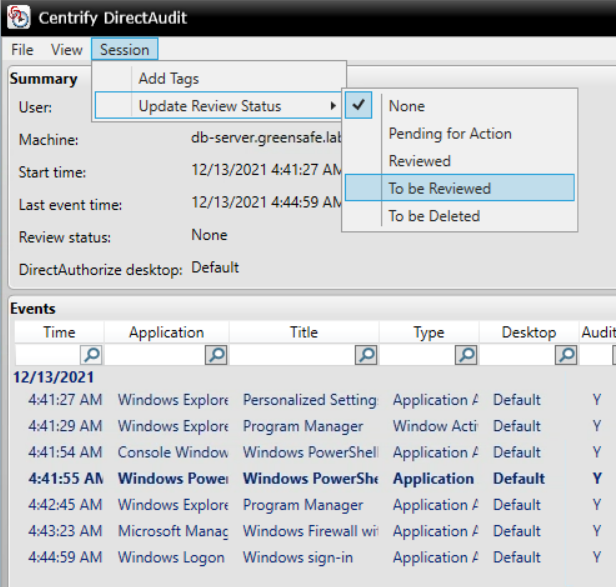 Centrify DirectAudit
File View Session
Summary
Add Tags
Update Review Status
None
Pending for Action
Reviewed
To be Reviewed
To be Deleted
User:
Machine: db-server.greensafe.lab
Start time: 12/13/2021 4:41:27 AM
Last event time: 12/13/2021 4:44:59 AM
Review status: None
DirectAuthorize desktop: Default
Events
Time Application Title Type Desktop Audit
12/13/2021
4:41:27 AM Windows Explore Personalized Setting Application A Default Y
4:41:29 AM Windows Explore Program Manager Window Acti Default Y
4:41:54 AM Console Window Windows PowerShell Application A Default Y
4:41:55 AM Windows Power Windows PowerShe Application Default Y
4:42:45 AM Windows Explore Program Manager Application A Default Y
4:43:23 AM Microsoft Manag Windows Firewall wi Application A Default Y
4:44:59 AM Windows Logon Windows sign-in Application A Default Y